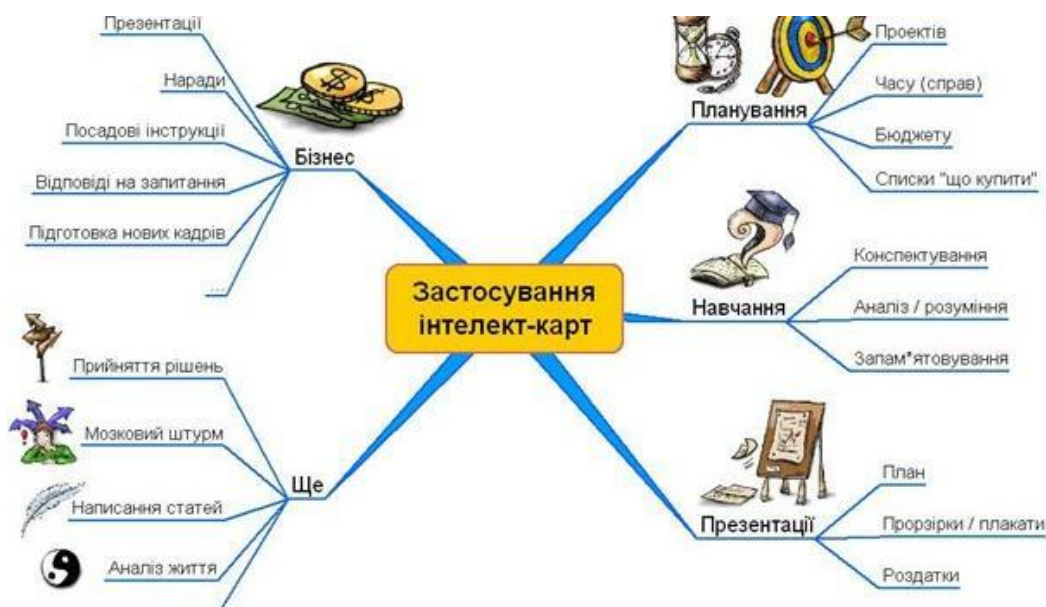 Застосування
інтелект-карт
Планування
Проектів
Часу (справ)
Бюджету
Списки "що купити"
Навчання
Конспектування
Аналіз / розуміння
Запам*ятовування
Презентації
План
Прорзірки / плакати
Роздатки
Бізнес
Презентації
Наради
Посадові інструкції
Відповіді на запитання
Підготовка нових кадрів
...
Ще
Прийняття рішень
Мозковий штурм
Написання статей
Аналіз життя